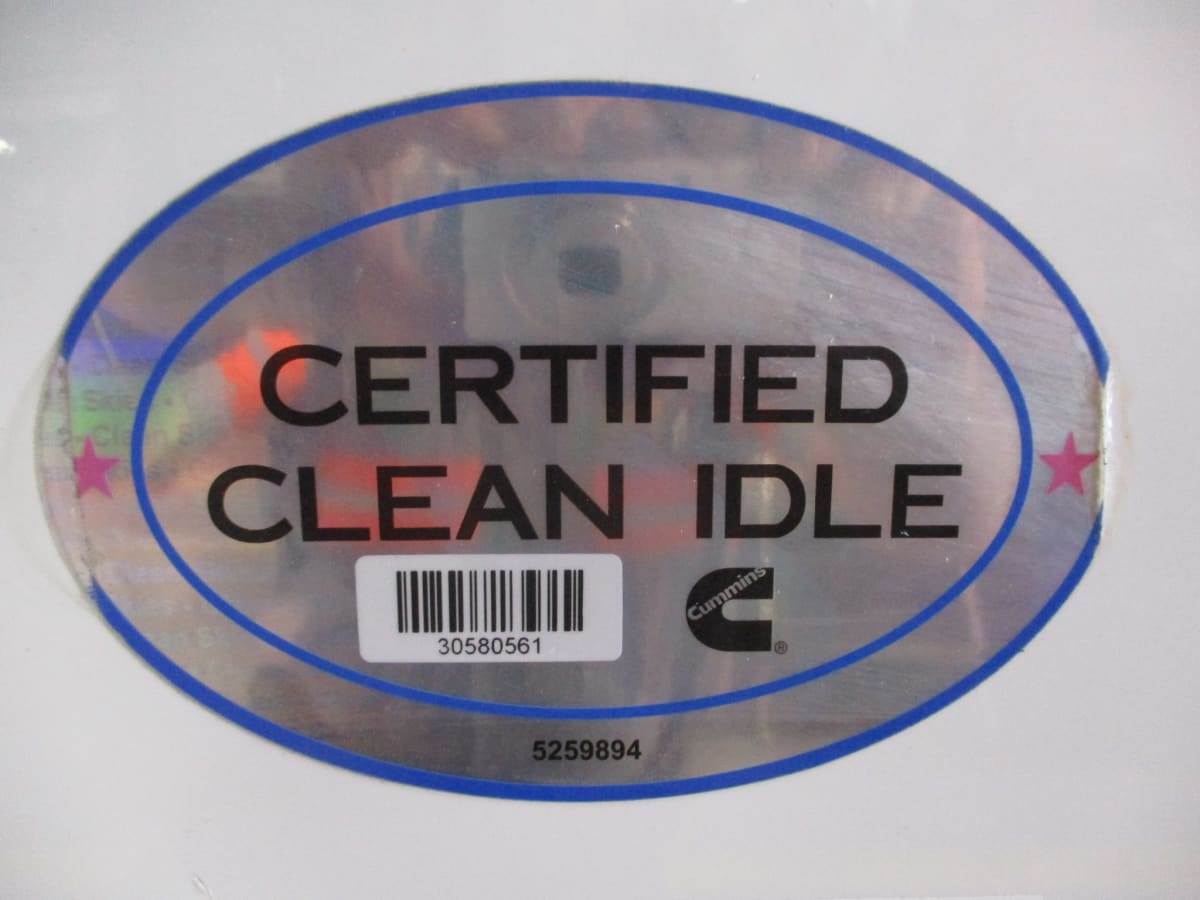 CERTIFIED
CLEAN IDLE
30580561
Cummins
®
5259894